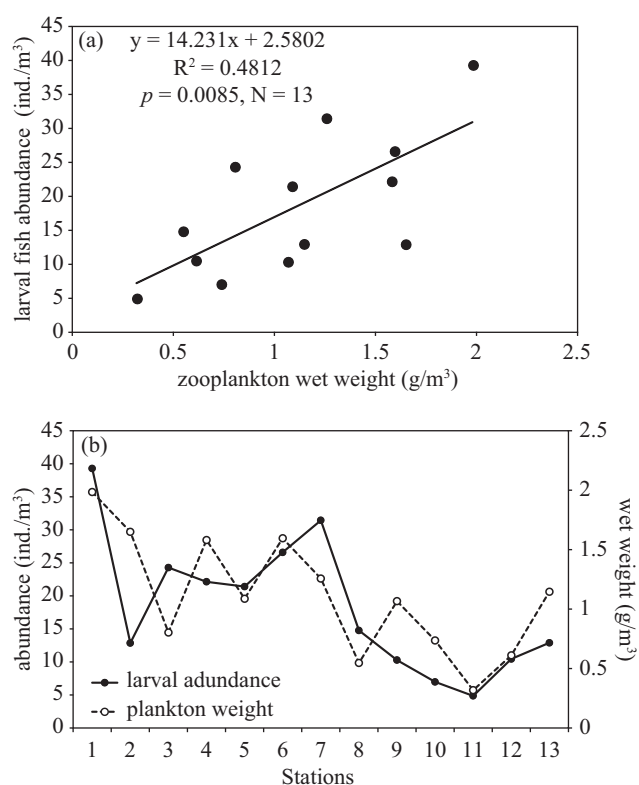 (a)
y = 14.231x + 2.5802
R² = 0.4812
p = 0.0085, N = 13
larval fish abundance (ind./m³)
45
40
35
30
25
20
15
10
5
0
0 0.5 1 1.5 2 2.5
zooplankton wet weight (g/m³)
(b)
abundance (ind./m³)
45
40
35
30
25
20
15
10
5
0
2.5
2
1.5
1
0.5
0
wet weight (g/m³)
larval adundance
plankton weight
1 2 3 4 5 6 7 8 9 10 11 12 13
Stations